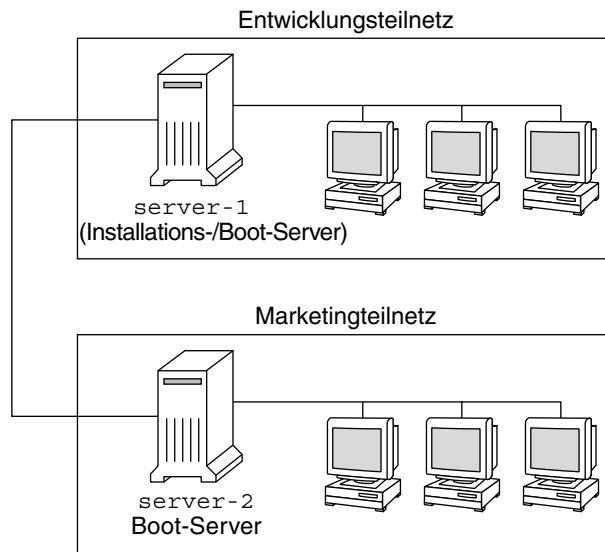 Entwicklungsteilnetz
server-1
(Installations-/Boot-Server)
Marketingteilnetz
server-2
Boot-Server